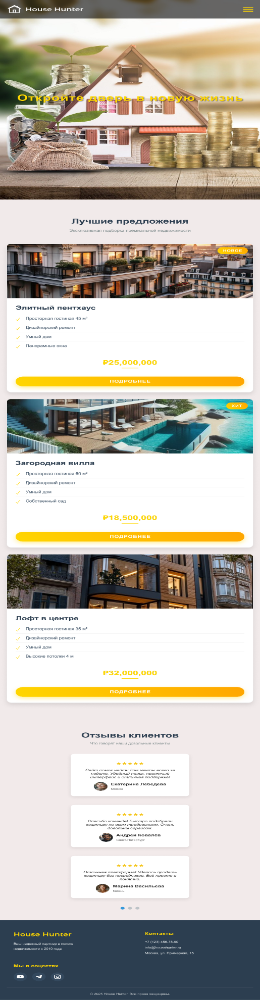 House Hunter
Откройте дверь в новую жизнь
Лучшие предложения
Эксклюзивная подборка премиальной недвижимости
НОВОЕ
Элитный пентхаус
Просторная гостиная 45 м²
Дизайнерский ремонт
Умный дом
Панорамные окна
₽25,000,000
ПОДРОБНЕЕ
ХИТ
Загородная вилла
Просторная гостиная 60 м²
Дизайнерский ремонт
Умный дом
Собственный сад
₽18,500,000
ПОДРОБНЕЕ
Лофт в центре
Просторная гостиная 35 м²
Дизайнерский ремонт
Умный дом
Высокие потолки 4 м
₽32,000,000
ПОДРОБНЕЕ
Отзывы клиентов
Что говорят наши довольные клиенты
★★★★★
Сайт помог найти дом мечты всего за
неделю. Удобный поиск, приятный
интерфейс и отличная поддержка!
Екатерина Лебедева
Москва
★★★★★
Спасибо команде! Быстро подобрали
квартиру по всем требованиям. Очень
довольны сервисом.
Андрей Ковалёв
Санкт-Петербург
★★★★★
Отличная платформа! Удалось продать
квартиру без посредников. Всё просто и
понятно.
Марина Васильева
Казань
House Hunter
Ваш надежный партнер в поиске
недвижимости с 2010 года
Контакты
+7 (123) 456-78-90
info@househunter.ru
Москва, ул. Примерная, 15
Мы в соцсетях
© 2025 House Hunter. Все права защищены.